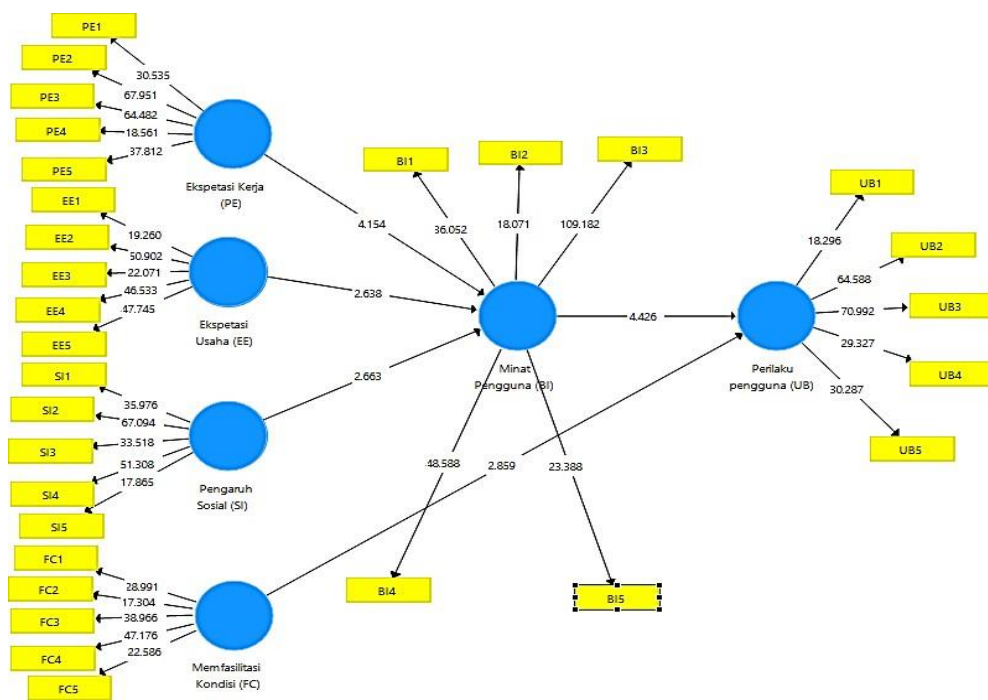 PE1
PE2
PE3
PE4
PE5
30.535
67.951
64.482
18.561
37.812
Ekspetasi Kerja
(PE)
EE1
EE2
EE3
EE4
EE5
19.260
50.902
22.071
46.533
47.745
Ekspetasi
Usaha (EE)
SI1
SI2
SI3
SI4
SI5
35.976
67.094
33.518
51.308
17.865
Pengaruh
Sosial (SI)
FC1
FC2
FC3
FC4
FC5
28.991
17.304
38.966
47.176
22.586
Memfasilitasi
Kondisi (FC)
4.154
2.638
2.663
2.859
BI1
BI2
BI3
36.052
18.071
109.182
Minat
Pengguna (BI)
48.588
23.388
BI4
BI5
4.426
Perilaku
pengguna (UB)
18.296
64.588
70.992
29.327
30.287
UB1
UB2
UB3
UB4
UB5